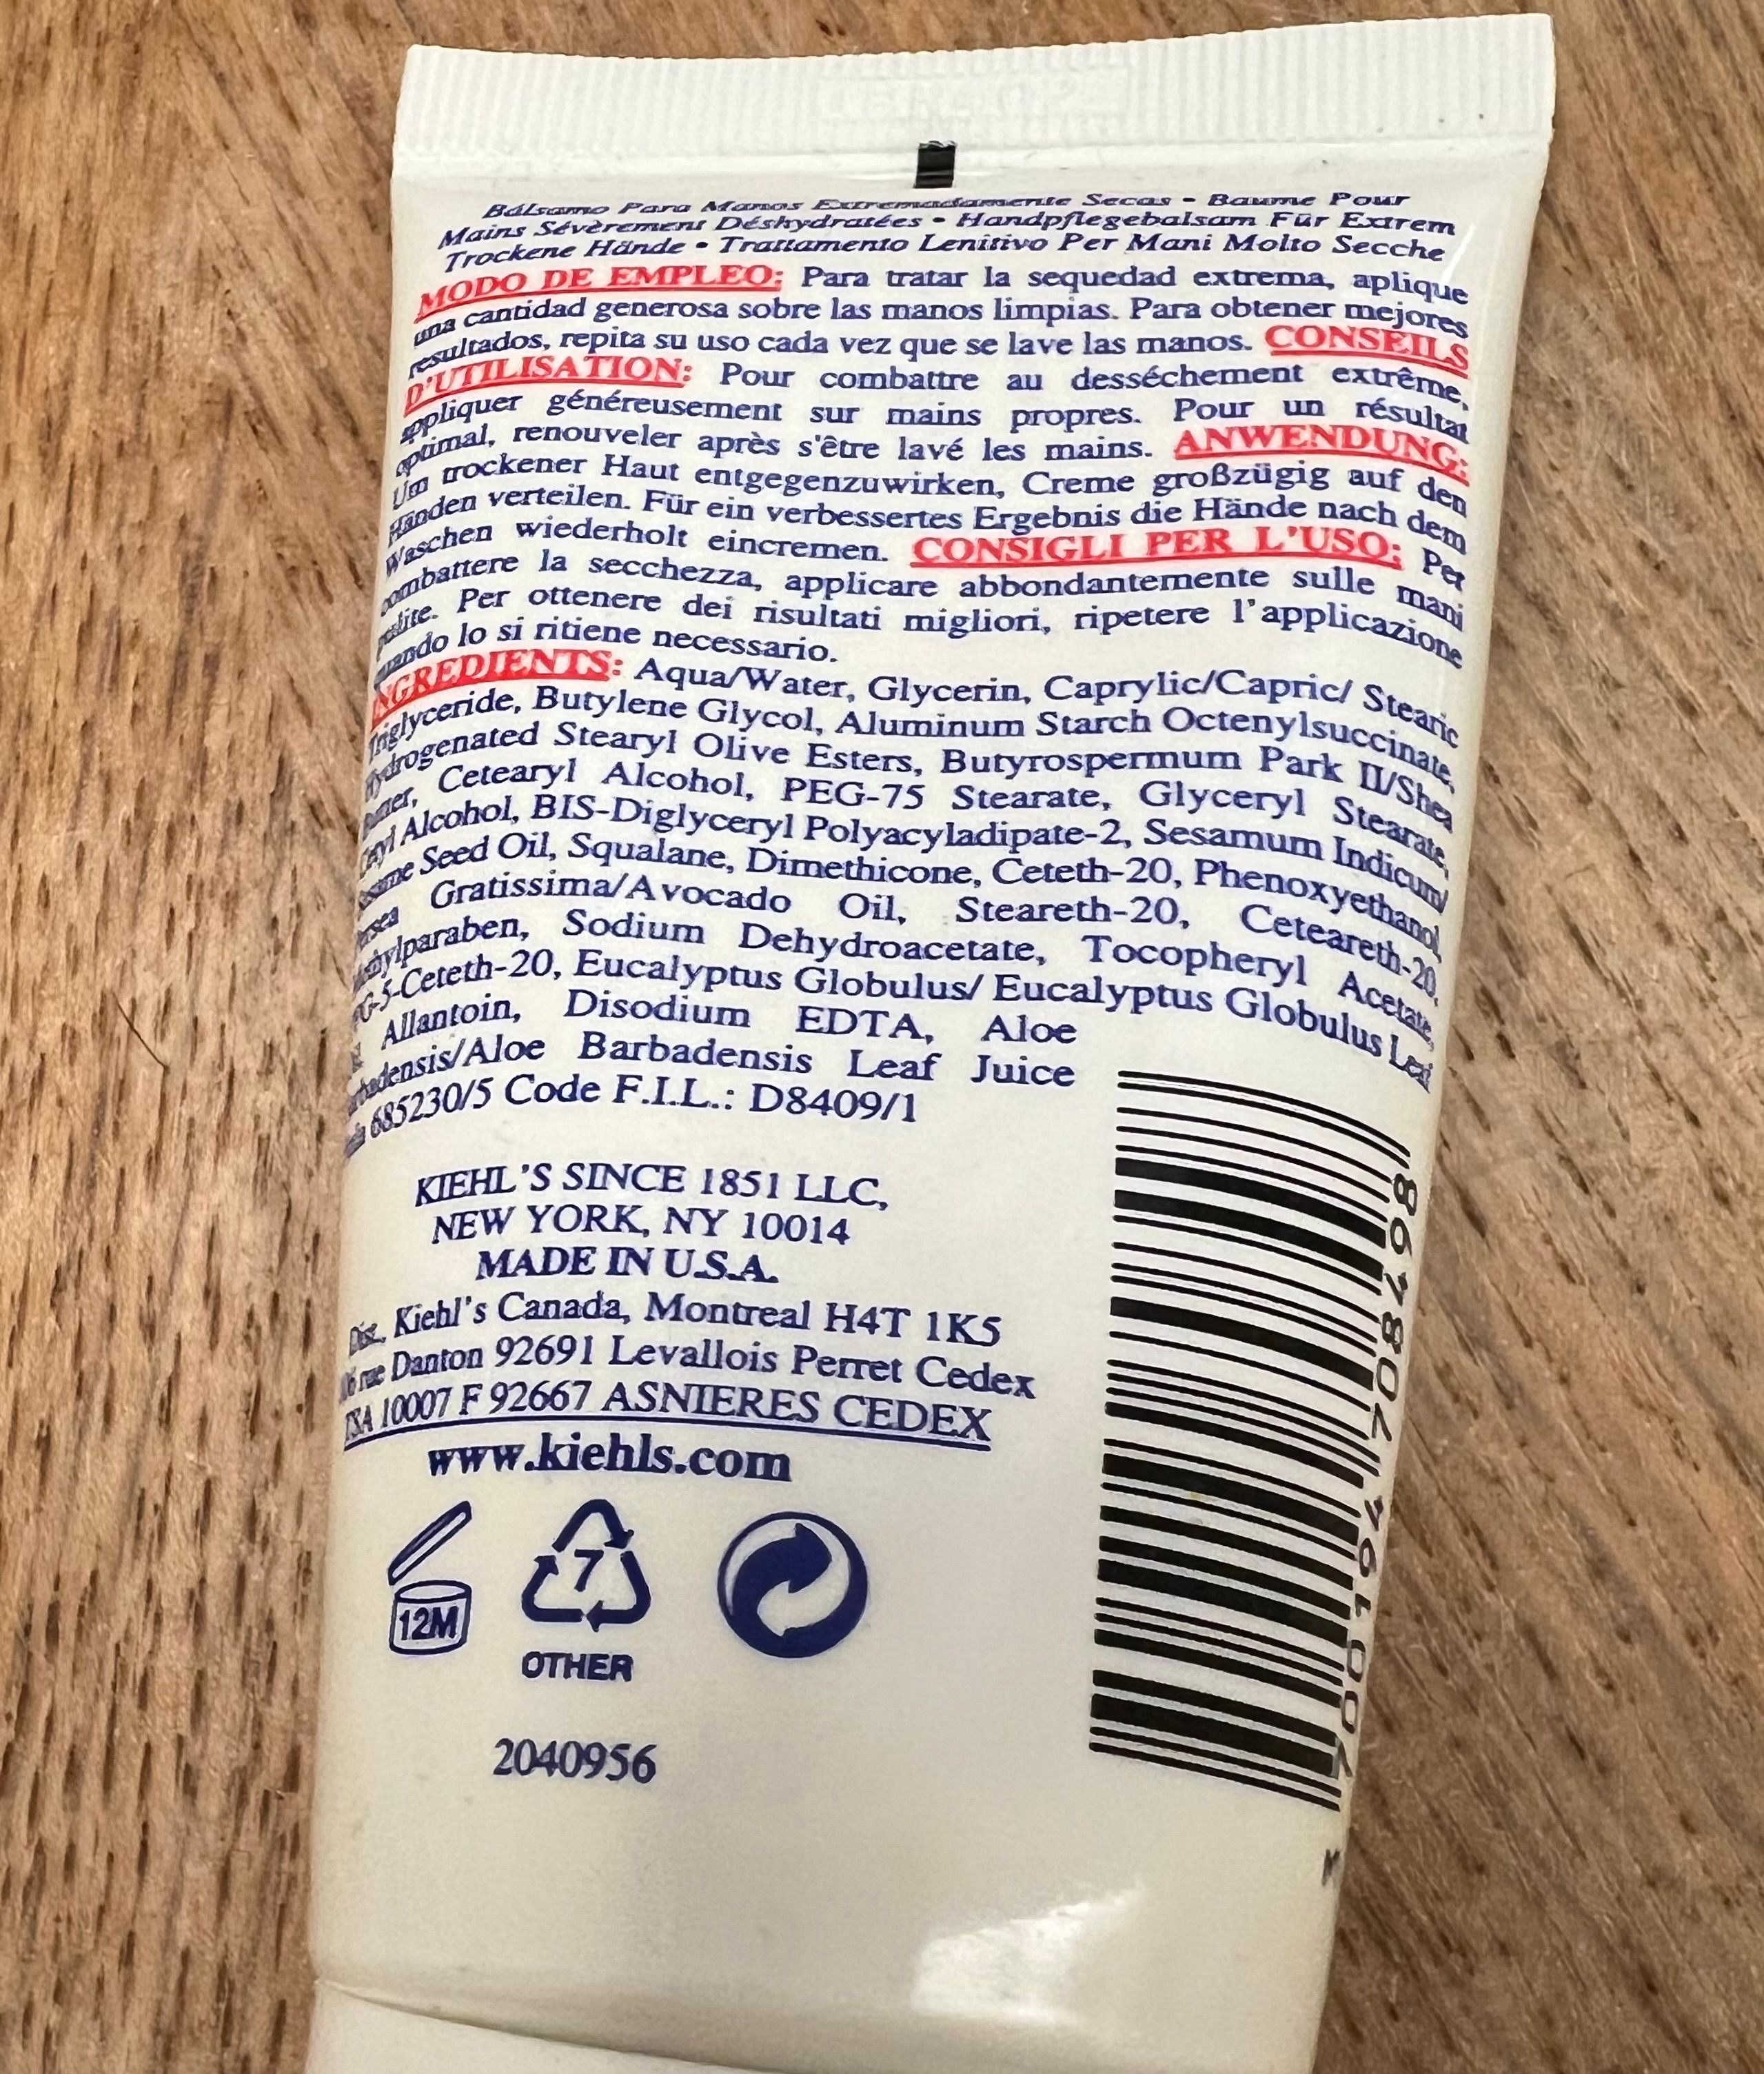 Bálsamo Para Manos Extremadamente Secas • Baume Pour
Mains Sévèrement Déshydratées • Handpflegebalsam Für Extrem
Trockene Hände • Trattamento Lenitivo Per Mani Molto Secche
MODO DE EMPLEO: Para tratar la sequedad extrema, aplique
una cantidad generosa sobre las manos limpias. Para obtener mejores
resultados, repita su uso cada vez que se lave las manos. CONSEILS
D'UTILISATION: Pour combattre au desséchement extrême,
appliquer généreusement sur mains propres. Pour un résultat
optimal, renouveler après s'être lavé les mains. ANWENDUNG:
Um trockener Haut entgegenzuwirken, Creme großzügig auf den
Händen verteilen. Für ein verbessertes Ergebnis die Hände nach dem
Waschen wiederholt eincremen. CONSIGLI PER L'USO: Per
combattere la secchezza, applicare abbondantemente sulle mani
pulite. Per ottenere dei risultati migliori, ripetere l'applicazione
quando lo si ritiene necessario.
INGREDIENTS: Aqua/Water, Glycerin, Caprylic/Capric/ Stearic
Triglyceride, Butylene Glycol, Aluminum Starch Octenylsuccinate,
Hydrogenated Stearyl Olive Esters, Butyrospermum Park II/Shea
Butter, Cetearyl Alcohol, PEG-75 Stearate, Glyceryl Stearate,
Cetyl Alcohol, BIS-Diglyceryl Polyacyladipate-2, Sesamum Indicum/
Sesame Seed Oil, Squalane, Dimethicone, Ceteth-20, Phenoxyethanol,
Persea Gratissima/Avocado Oil, Steareth-20, Ceteareth-20,
Methylparaben, Sodium Dehydroacetate, Tocopheryl Acetate,
PPG-5-Ceteth-20, Eucalyptus Globulus/ Eucalyptus Globulus Leaf
Allantoin, Disodium EDTA, Aloe
Barbadensis/Aloe Barbadensis Leaf Juice
685230/5 Code F.I.L.: D8409/1
KIEHL'S SINCE 1851 LLC,
NEW YORK, NY 10014
MADE IN U.S.A.
Dist. Kiehl's Canada, Montreal H4T 1K5
rue Danton 92691 Levallois Perret Cedex
TSA 10007 F 92667 ASNIERES CEDEX
www.kiehls.com
12M
7
OTHER
2040956